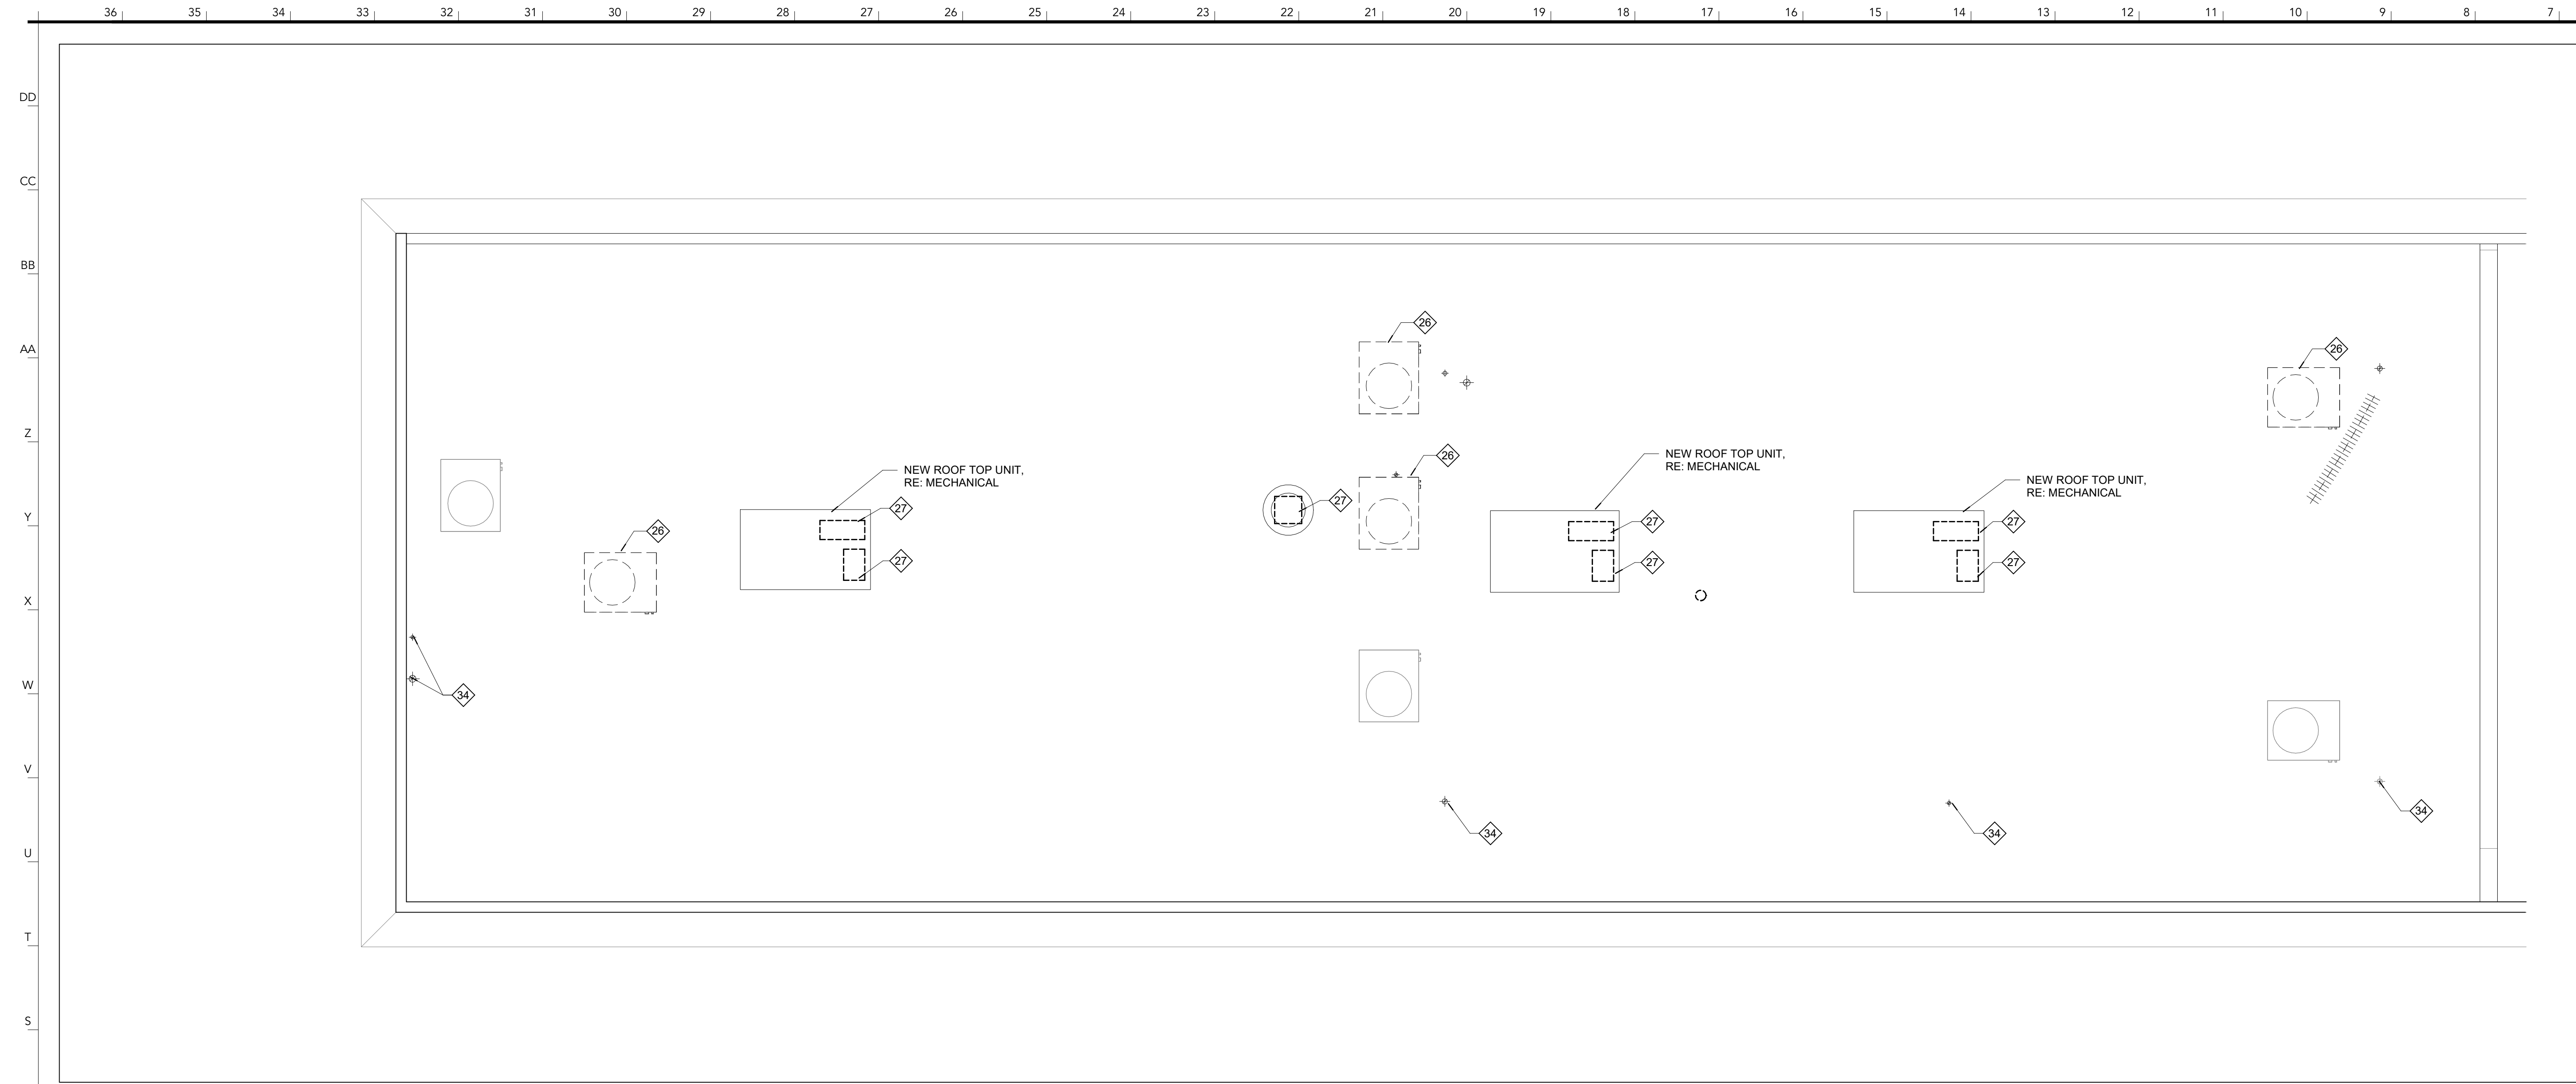 36 35 34 33 32 31 30 29 28 27 26 25 24 23 22 21 20 19 18 17 16 15 14 13 12 11 10 9 8 7
DD
CC
BB
AA
Z
Y
X
W
V
U
T
S
26
26
26
NEW ROOF TOP UNIT,
RE: MECHANICAL
27
27
26
27
NEW ROOF TOP UNIT,
RE: MECHANICAL
27
27
NEW ROOF TOP UNIT,
RE: MECHANICAL
27
27
34
34
34
34